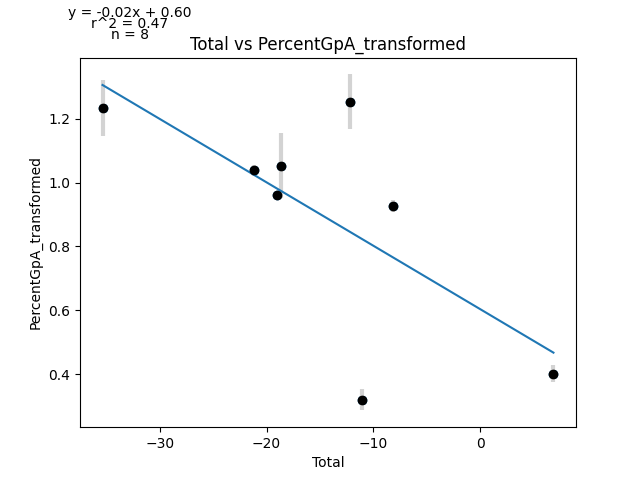 y = -0.02x + 0.60
r^2 = 0.47
n = 8
Total vs PercentGpA_transformed
PercentGpA_transformed
1.2
1.0
0.8
0.6
0.4
−30
−20
−10
0
Total